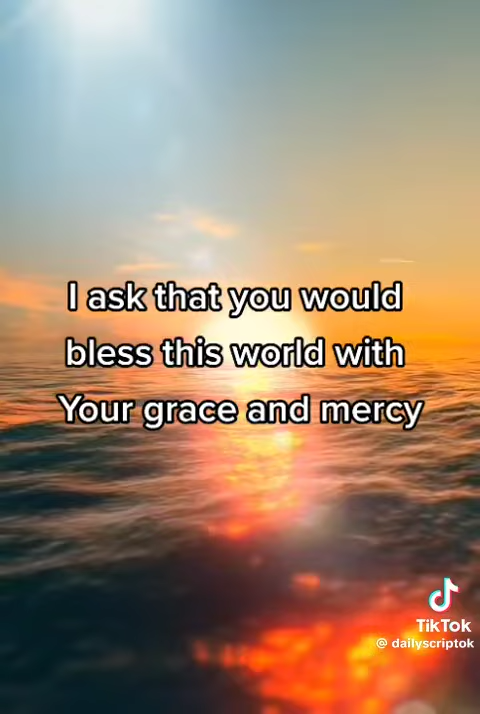 I ask that you would
bless this world with
Your grace and mercy
TikTok
@ dailyscriptok